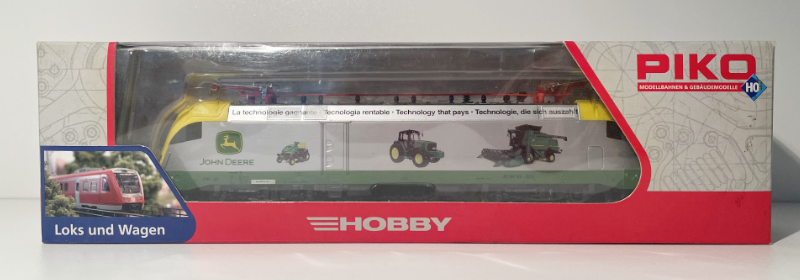 PIKO
MODELLBAHNEN & GEBÄUDEMODELLE
HO
La technologie gagnante · Tecnologia rentable · Technology that pays · Technologie, die sich auszahlt
JOHN DEERE
HOBBY
Loks und Wagen